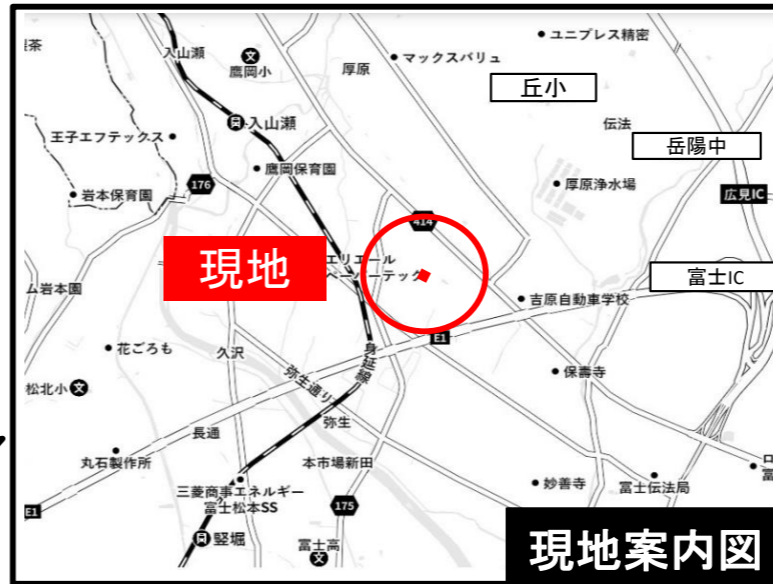 入山瀬
文
鷹岡小
厚原
マックスバリュ
ユニプレス精密
丘小
伝法
岳陽中
王子エフテックス
入山瀬
鷹岡保育園
厚原浄水場
176
岩本保育園
広見IC
414
現地
エリエール
ペーパーテック
富士IC
ム岩本園
吉原自動車学校
E1
花ごろも
久沢
身延線
保壽寺
松北小
文
弥生通り
弥生
長通
丸石製作所
本市場新田
三菱商事エネルギー
富士松本SS
妙善寺
富士伝法局
E1
175
竪堀
富士高
文
現地案内図